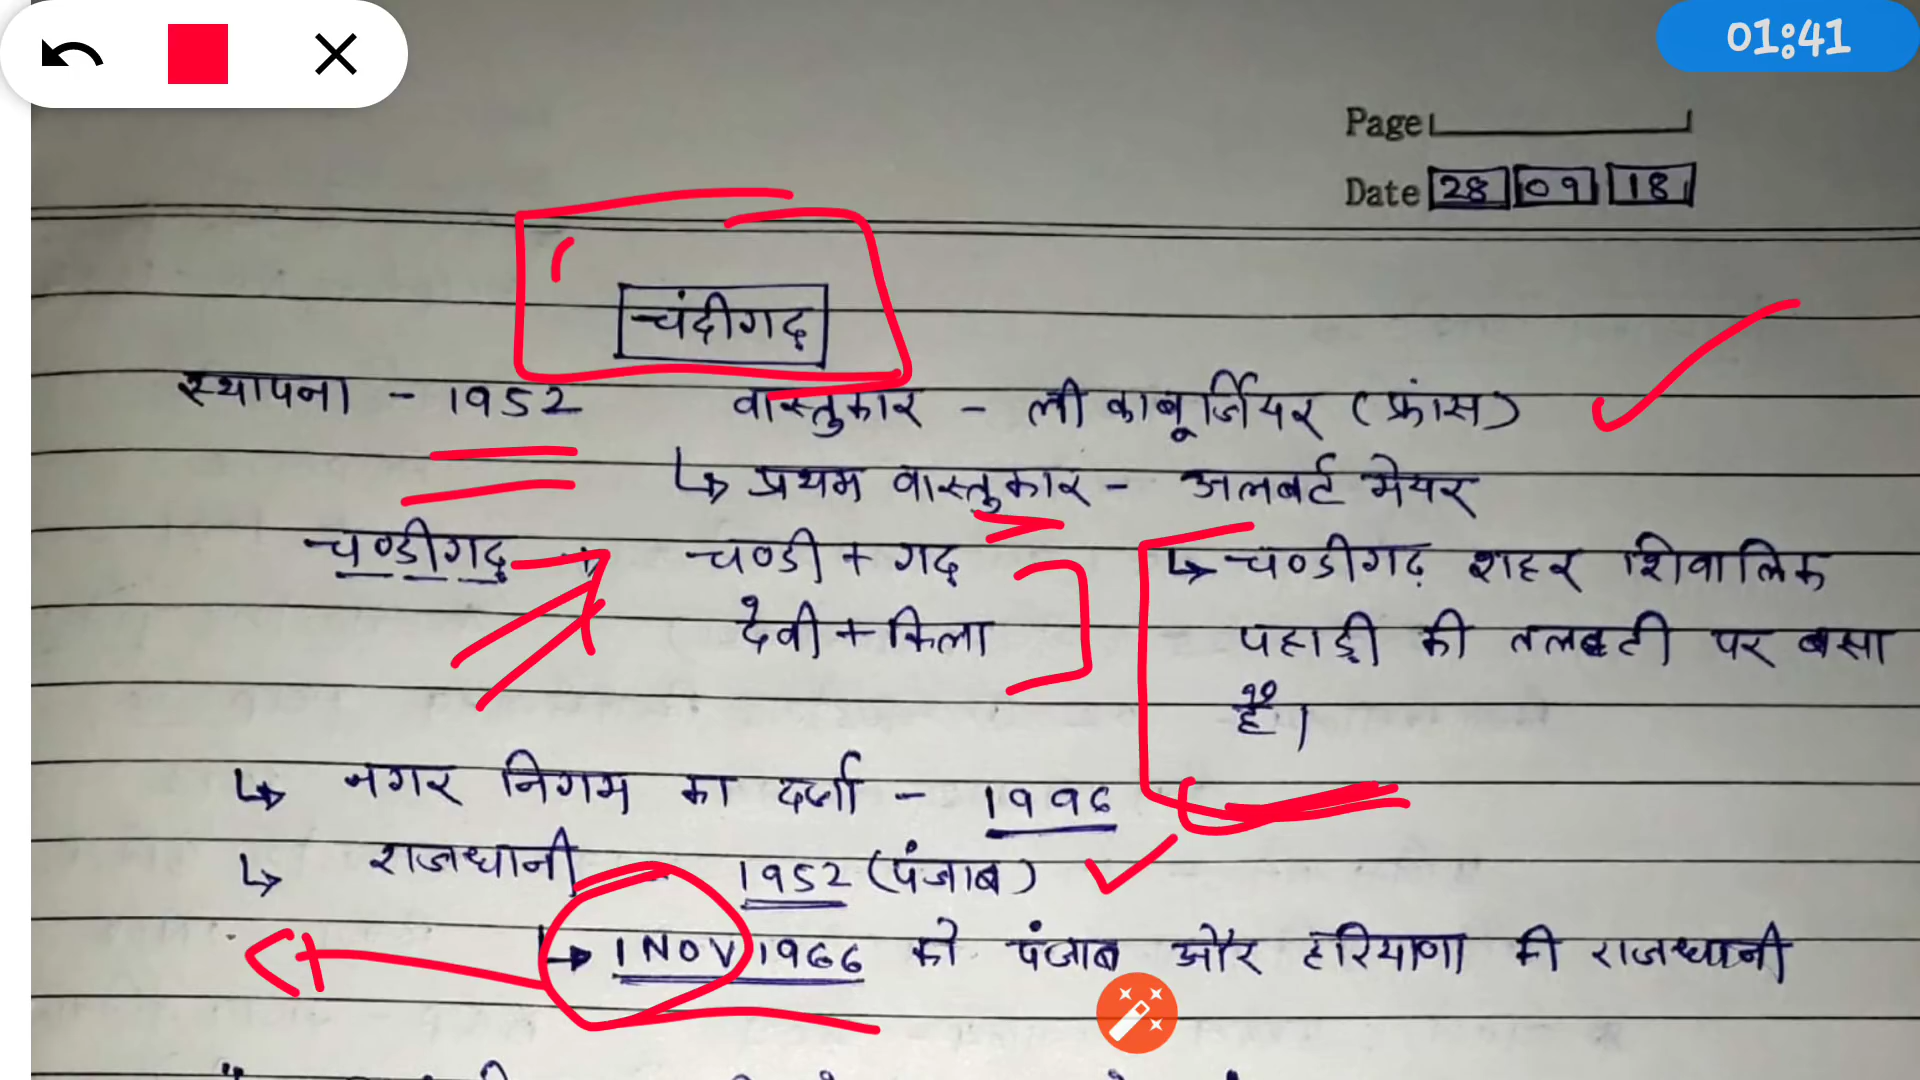 01:41
Page
Date 28 09 18
चंदीगढ़
स्थापना - 1952 वास्तुकार - ली काबूर्जियर (फ्रांस)
प्रथम वास्तुकार - अलबर्ट मेयर
चण्डीगढ़ → चण्डी + गढ़
देवी + किला
चण्डीगढ़ शहर शिवालिक
पहाड़ी की तलहटी पर बसा
है।
नगर निगम का दर्जा - 1996
राजधानी - 1952 (पंजाब)
1 NOV 1966 को पंजाब और हरियाणा की राजधानी